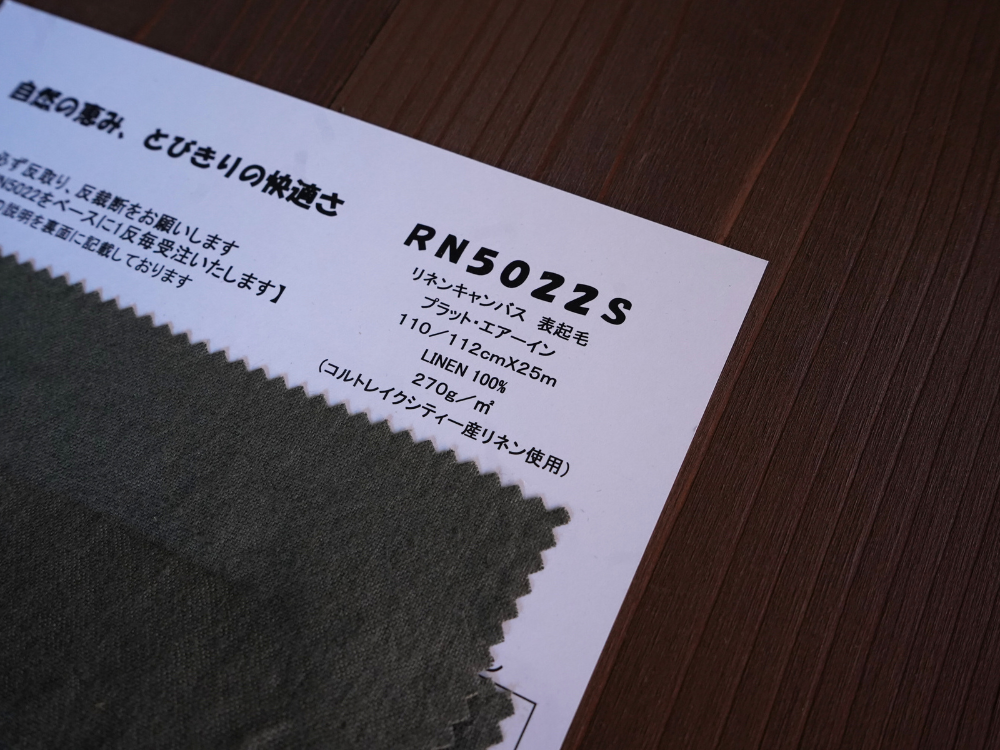 自然の恵み、とびきりの快適さ
必ず反取り、反裁断をお願いします
RN5022をベースに1反毎受注いたします】
の説明を裏面に記載しております
RN5022S
リネンキャンバス 表起毛
プラット・エアーイン
110/112cmX25m
LINEN 100%
270g/㎡
(コルトレイクシティー産リネン使用)